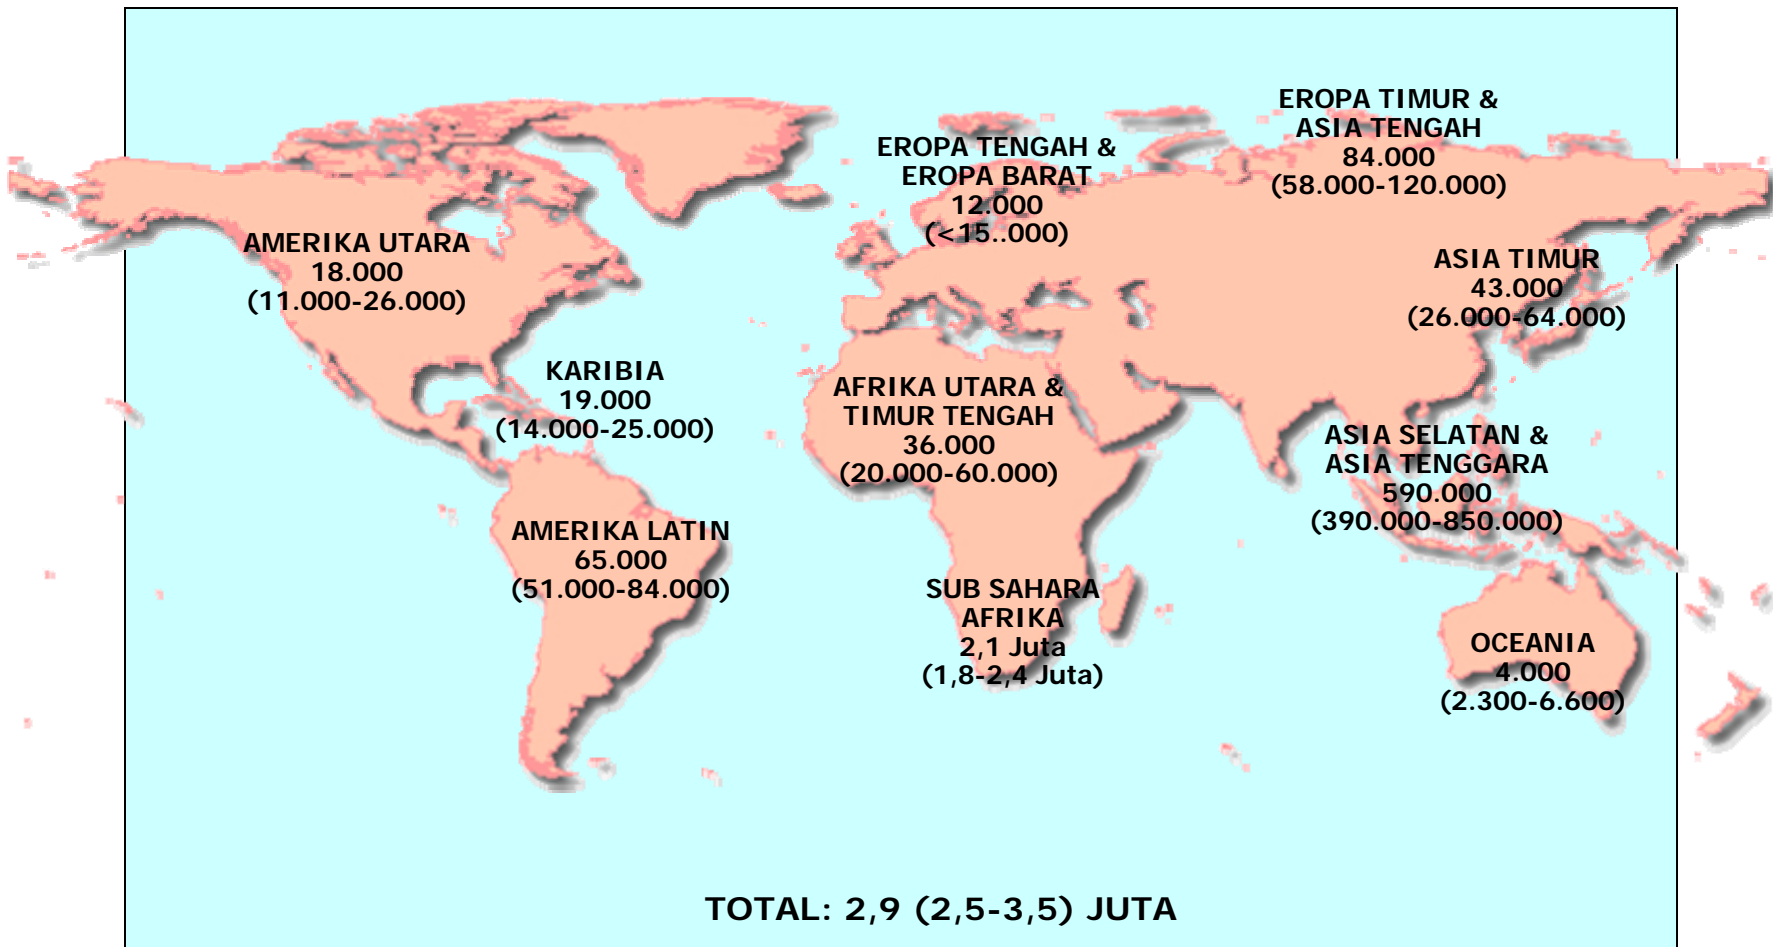 EROPA TIMUR &
ASIA TENGAH
84.000
(58.000-120.000)
EROPA TENGAH &
EROPA BARAT
12.000
(<15..000)
AMERIKA UTARA
18.000
(11.000-26.000)
ASIA TIMUR
43.000
(26.000-64.000)
KARIBIA
19.000
(14.000-25.000)
AFRIKA UTARA &
TIMUR TENGAH
36.000
(20.000-60.000)
ASIA SELATAN &
ASIA TENGGARA
590.000
(390.000-850.000)
AMERIKA LATIN
65.000
(51.000-84.000)
SUB SAHARA
AFRIKA
2,1 Juta
(1,8-2,4 Juta)
OCEANIA
4.000
(2.300-6.600)
TOTAL: 2,9 (2,5-3,5) JUTA